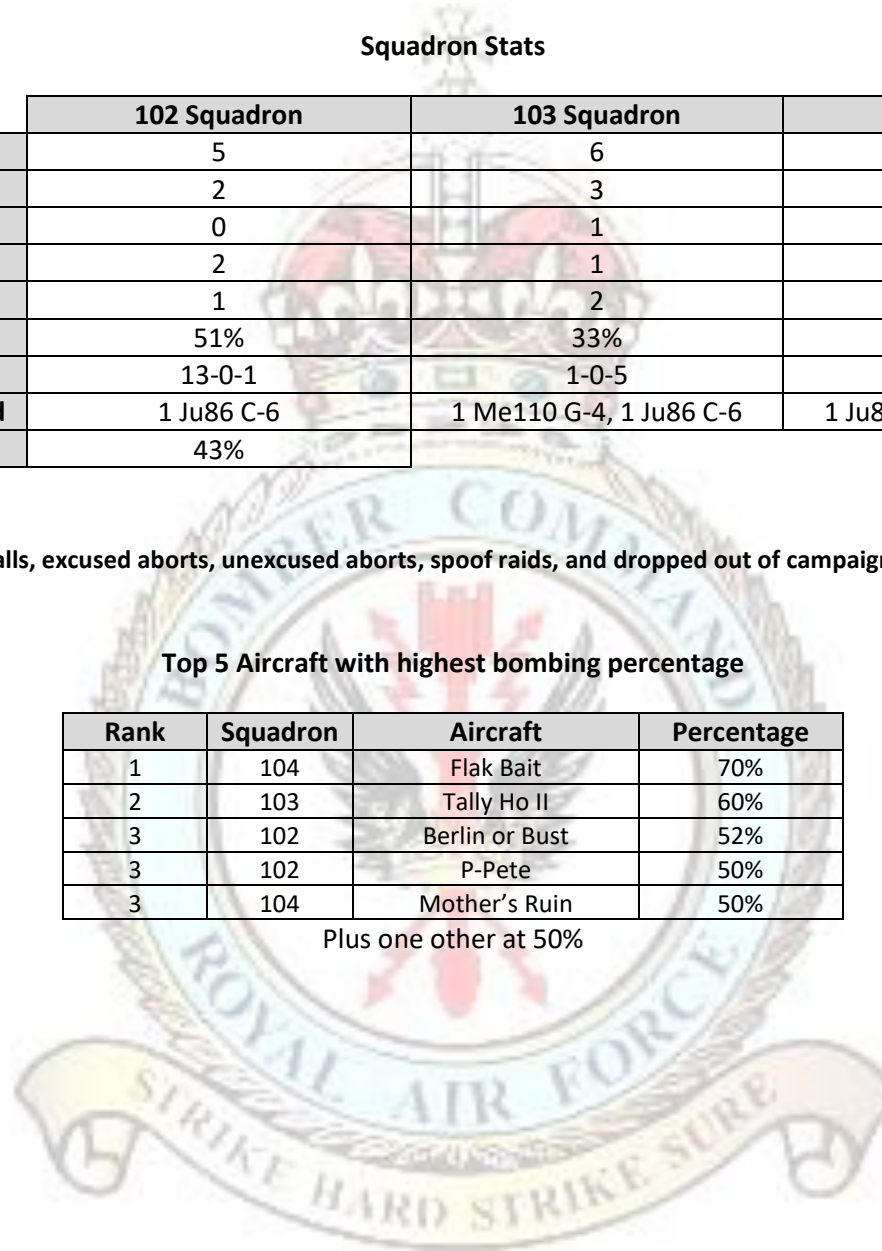 Squadron Stats
102 Squadron 103 Squadron
5 6
2 3
0 1
2 1
1 2
51% 33%
13-0-1 1-0-5
d 1 Ju86 C-6 1 Me110 G-4, 1 Ju86 C-6 1 Ju8
43%
alls, excused aborts, unexcused aborts, spoof raids, and dropped out of campaign
Top 5 Aircraft with highest bombing percentage
Rank Squadron Aircraft Percentage
1 104 Flak Bait 70%
2 103 Tally Ho II 60%
3 102 Berlin or Bust 52%
3 102 P-Pete 50%
3 104 Mother’s Ruin 50%
Plus one other at 50%
BOMBER COMMAND
ROYAL AIR FORCE
STRIKE HARD STRIKE SURE